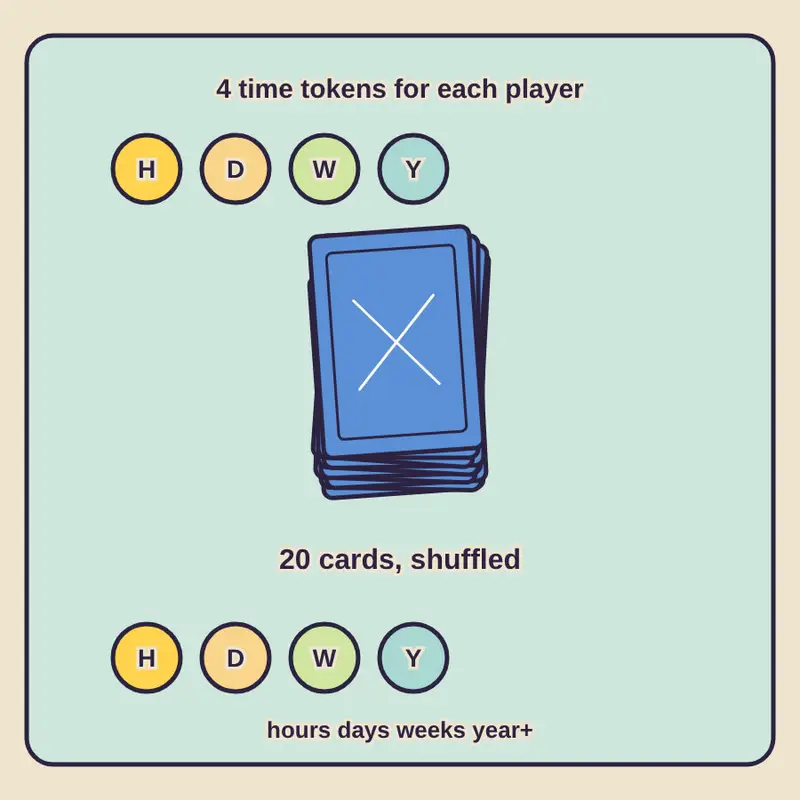 4 time tokens for each player
H D W Y
20 cards, shuffled
H D W Y
hours days weeks year+